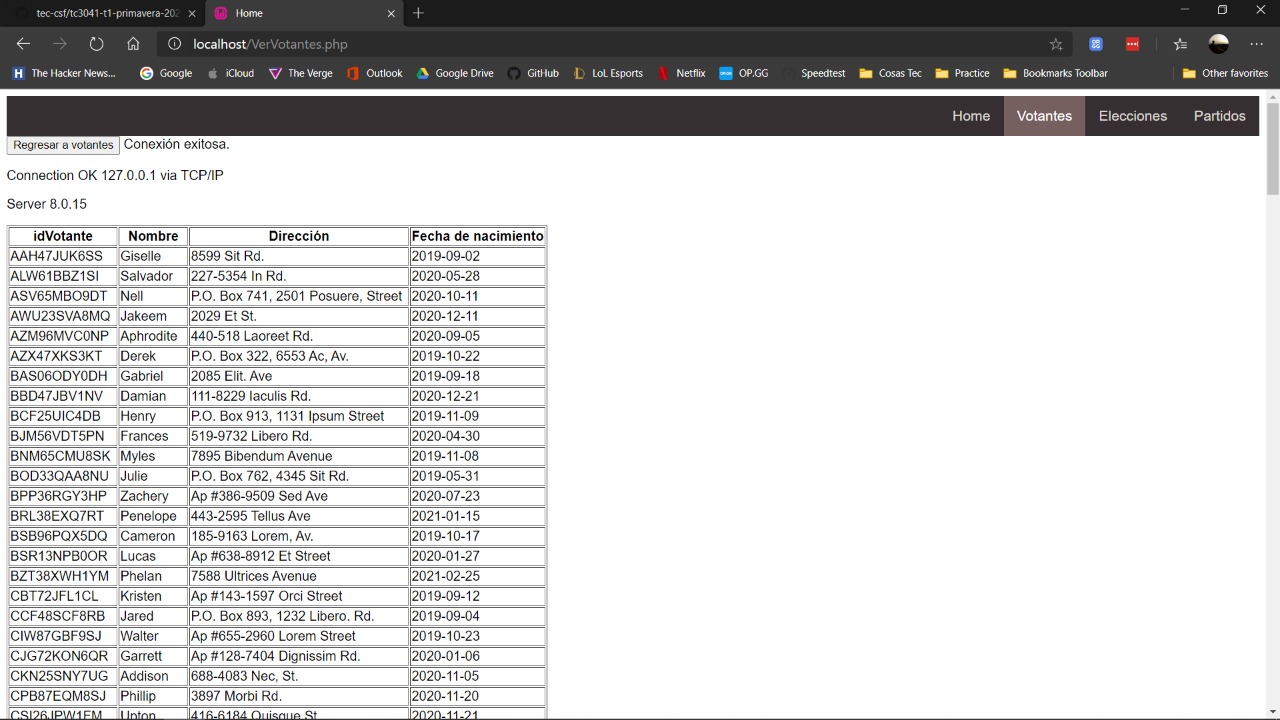 tec-csf/tc3041-t1-primavera-202
Home
localhost/VerVotantes.php
The Hacker News...
Google
iCloud
The Verge
Outlook
Google Drive
GitHub
LoL Esports
Netflix
OP.GG
Speedtest
Cosas Tec
Practice
Bookmarks Toolbar
Other favorites
Home Votantes Elecciones Partidos
Regresar a votantes Conexión exitosa.
Connection OK 127.0.0.1 via TCP/IP
Server 8.0.15
idVotante Nombre Dirección Fecha de nacimiento
AAH47JUK6SS Giselle 8599 Sit Rd. 2019-09-02
ALW61BBZ1SI Salvador 227-5354 In Rd. 2020-05-28
ASV65MBO9DT Nell P.O. Box 741, 2501 Posuere, Street 2020-10-11
AWU23SVA8MQ Jakeem 2029 Et St. 2020-12-11
AZM96MVC0NP Aphrodite 440-518 Laoreet Rd. 2020-09-05
AZX47XKS3KT Derek P.O. Box 322, 6553 Ac, Av. 2019-10-22
BAS06ODY0DH Gabriel 2085 Elit. Ave 2019-09-18
BBD47JBV1NV Damian 111-8229 Iaculis Rd. 2020-12-21
BCF25UIC4DB Henry P.O. Box 913, 1131 Ipsum Street 2019-11-09
BJM56VDT5PN Frances 519-9732 Libero Rd. 2020-04-30
BNM65CMU8SK Myles 7895 Bibendum Avenue 2019-11-08
BOD33QAA8NU Julie P.O. Box 762, 4345 Sit Rd. 2019-05-31
BPP36RGY3HP Zachery Ap #386-9509 Sed Ave 2020-07-23
BRL38EXQ7RT Penelope 443-2595 Tellus Ave 2021-01-15
BSB96PQX5DQ Cameron 185-9163 Lorem, Av. 2019-10-17
BSR13NPB0OR Lucas Ap #638-8912 Et Street 2020-01-27
BZT38XWH1YM Phelan 7588 Ultrices Avenue 2021-02-25
CBT72JFL1CL Kristen Ap #143-1597 Orci Street 2019-09-12
CCF48SCF8RB Jared P.O. Box 893, 1232 Libero. Rd. 2019-09-04
CIW87GBF9SJ Walter Ap #655-2960 Lorem Street 2019-10-23
CJG72KON6QR Garrett Ap #128-7404 Dignissim Rd. 2020-01-06
CKN25SNY7UG Addison 688-4083 Nec, St. 2020-11-05
CPB87EQM8SJ Phillip 3897 Morbi Rd. 2020-11-20
CSI26JPW1FM Upton 416-6184 Quisque St. 2020-11-21